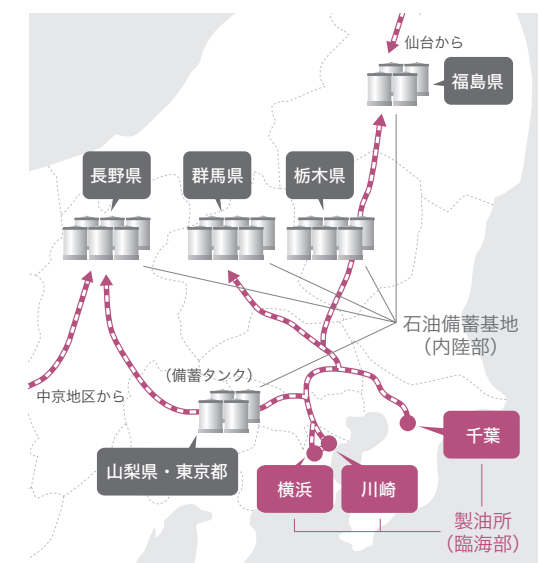 仙台から
福島県
長野県
群馬県
栃木県
石油備蓄基地
（内陸部）
（備蓄タンク）
中京地区から
千葉
山梨県・東京都
横浜
川崎
製油所
（臨海部）